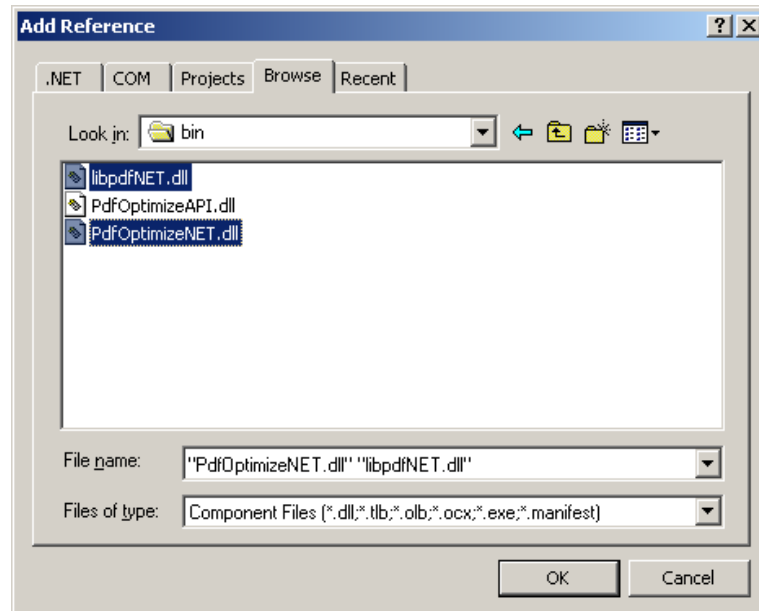 Add Reference
.NET COM Projects Browse Recent
Look in: bin
libpdfNET.dll
PdfOptimizeAPI.dll
PdfOptimizeNET.dll
File name: "PdfOptimizeNET.dll" "libpdfNET.dll"
Files of type: Component Files (*.dll;*.tlb;*.olb;*.ocx;*.exe;*.manifest)
OK Cancel